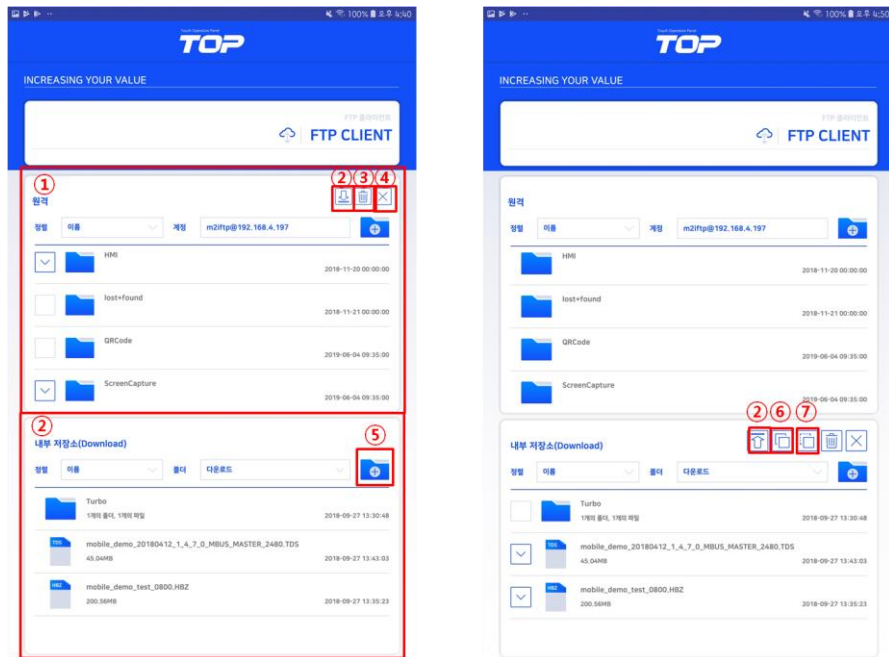 100% 오후 4:40
Touch Operation Panel
TOP
INCREASING YOUR VALUE
FTP 클라이언트
FTP CLIENT
① ② ③ ④
원격
정렬 이름 계정 m2iftp@192.168.4.197
HMI
2018-11-20 00:00:00
lost+found
2018-11-21 00:00:00
QRCode
2019-06-04 09:35:00
ScreenCapture
2019-06-04 09:35:00
② ⑤
내부 저장소(Download)
정렬 이름 폴더 다운로드
Turbo
1개의 폴더, 1개의 파일
2018-09-27 13:30:48
TDS mobile_demo_20180412_1_4_7_0_MBUS_MASTER_2480.TDS
45.04MB 2018-09-27 13:43:03
HBZ mobile_demo_test_0800.HBZ
200.56MB 2018-09-27 13:35:23
100% 오후 4:50
Touch Operation Panel
TOP
INCREASING YOUR VALUE
FTP 클라이언트
FTP CLIENT
원격
정렬 이름 계정 m2iftp@192.168.4.197
HMI
2018-11-20 00:00:00
lost+found
2018-11-21 00:00:00
QRCode
2019-06-04 09:35:00
ScreenCapture
2019-06-04 09:35:00
② ⑥ ⑦
내부 저장소(Download)
정렬 이름 폴더 다운로드
Turbo
1개의 폴더, 1개의 파일
2018-09-27 13:30:48
TDS mobile_demo_20180412_1_4_7_0_MBUS_MASTER_2480.TDS
45.04MB 2018-09-27 13:43:03
HBZ mobile_demo_test_0800.HBZ
200.56MB 2018-09-27 13:35:23